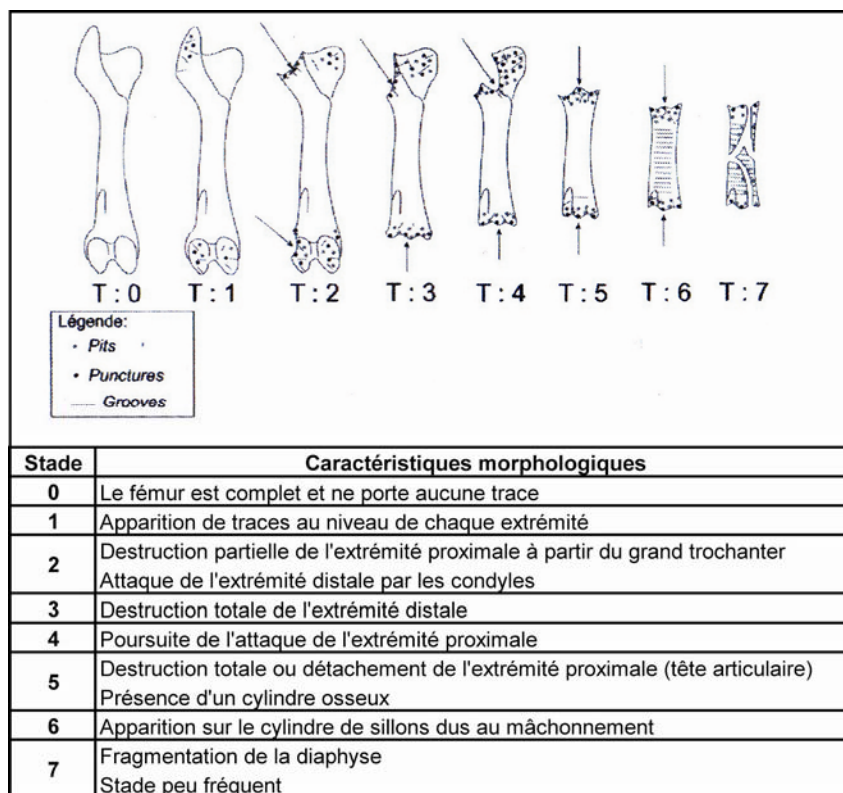 T : 0 T : 1 T : 2 T : 3 T : 4 T : 5 T : 6 T : 7
Légende:
Pits
Punctures
Grooves
Stade Caractéristiques morphologiques
0 Le fémur est complet et ne porte aucune trace
1 Apparition de traces au niveau de chaque extrémité
2 Destruction partielle de l'extrémité proximale à partir du grand trochanter
Attaque de l'extrémité distale par les condyles
3 Destruction totale de l'extrémité distale
4 Poursuite de l'attaque de l'extrémité proximale
5 Destruction totale ou détachement de l'extrémité proximale (tête articulaire)
Présence d'un cylindre osseux
6 Apparition sur le cylindre de sillons dus au mâchonnement
7 Fragmentation de la diaphyse
Stade peu fréquent